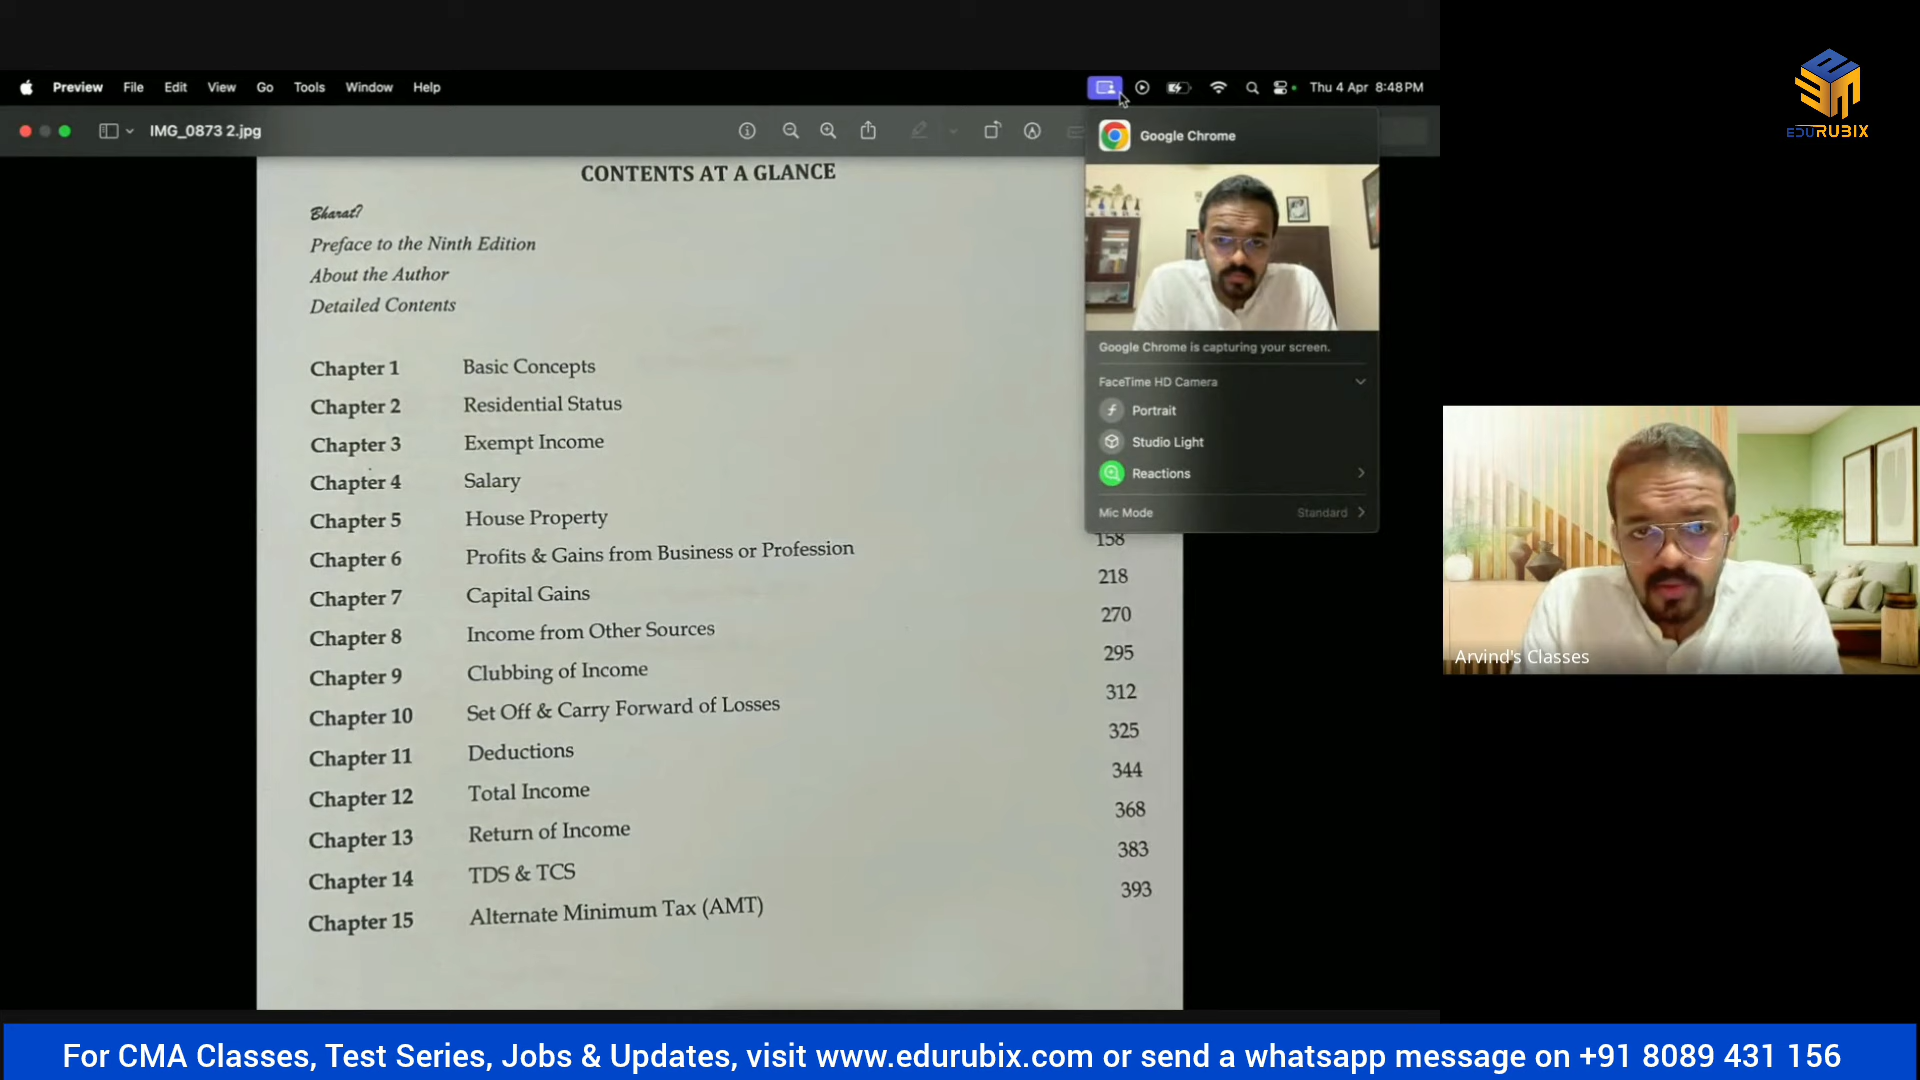 Preview File Edit View Go Tools Window Help
Thu 4 Apr 8:48 PM
IMG_0873 2.jpg
Google Chrome
Google Chrome is capturing your screen.
FaceTime HD Camera
Portrait
Studio Light
Reactions
Mic Mode Standard
CONTENTS AT A GLANCE
Bharat?
Preface to the Ninth Edition
About the Author
Detailed Contents
Chapter 1 Basic Concepts
Chapter 2 Residential Status
Chapter 3 Exempt Income
Chapter 4 Salary
Chapter 5 House Property
158
Chapter 6 Profits & Gains from Business or Profession
218
Chapter 7 Capital Gains
270
Chapter 8 Income from Other Sources
295
Chapter 9 Clubbing of Income
312
Chapter 10 Set Off & Carry Forward of Losses
325
Chapter 11 Deductions
344
Chapter 12 Total Income
368
Chapter 13 Return of Income
383
Chapter 14 TDS & TCS
393
Chapter 15 Alternate Minimum Tax (AMT)
EDURUBIX
Arvind's Classes
For CMA Classes, Test Series, Jobs & Updates, visit www.edurubix.com or send a whatsapp message on +91 8089 431 156